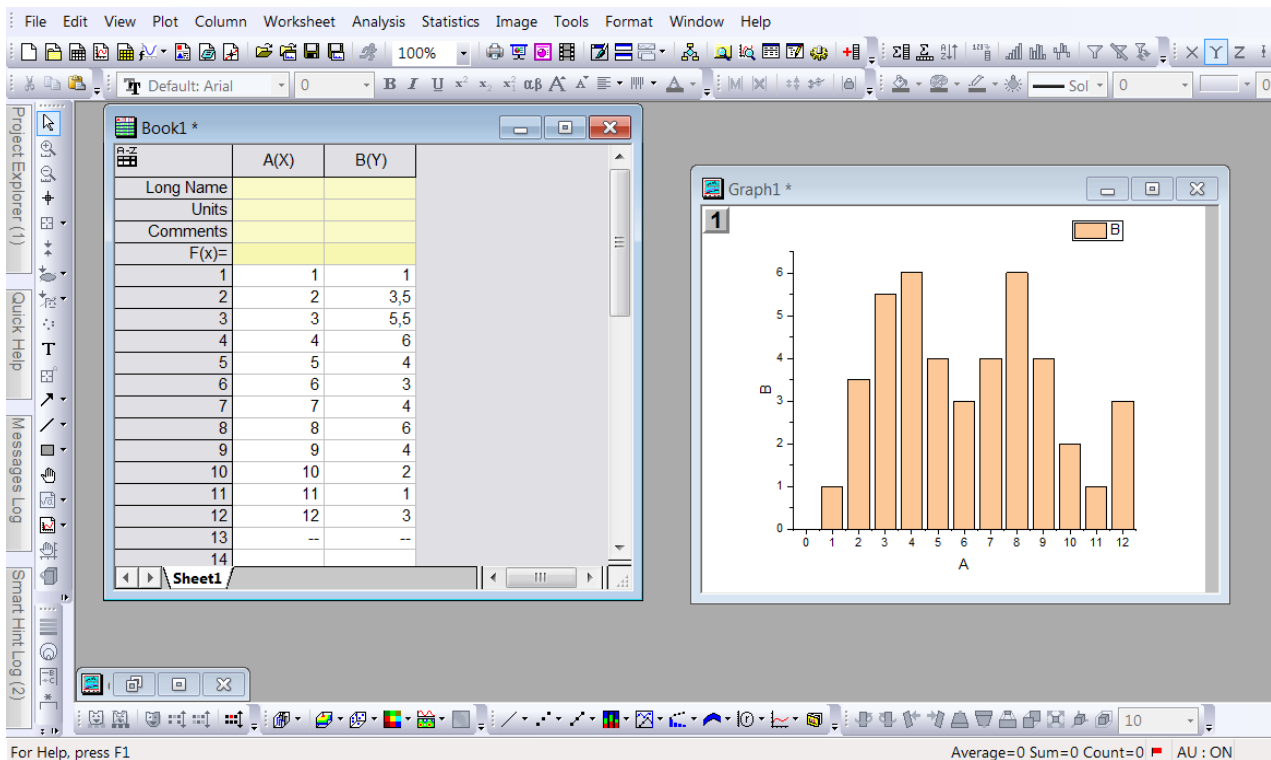 File Edit View Plot Column Worksheet Analysis Statistics Image Tools Format Window Help
100%
Y Z
Default: Arial 0 B I U x² x₂ αβ A A A M Sol 0 0
Project Explorer (1)
Quick Help
Messages Log
Smart Hint Log (2)
T
Book1 *
A(X) B(Y)
Long Name
Units
Comments
F(x)=
1 1 1
2 2 3,5
3 3 5,5
4 4 6
5 5 4
6 6 3
7 7 4
8 8 6
9 9 4
10 10 2
11 11 1
12 12 3
13 -- --
14
Sheet1
Graph1 *
1
B
6
5
4
3
2
1
0
B
0 1 2 3 4 5 6 7 8 9 10 11 12
A
10
For Help, press F1
Average=0 Sum=0 Count=0 AU : ON